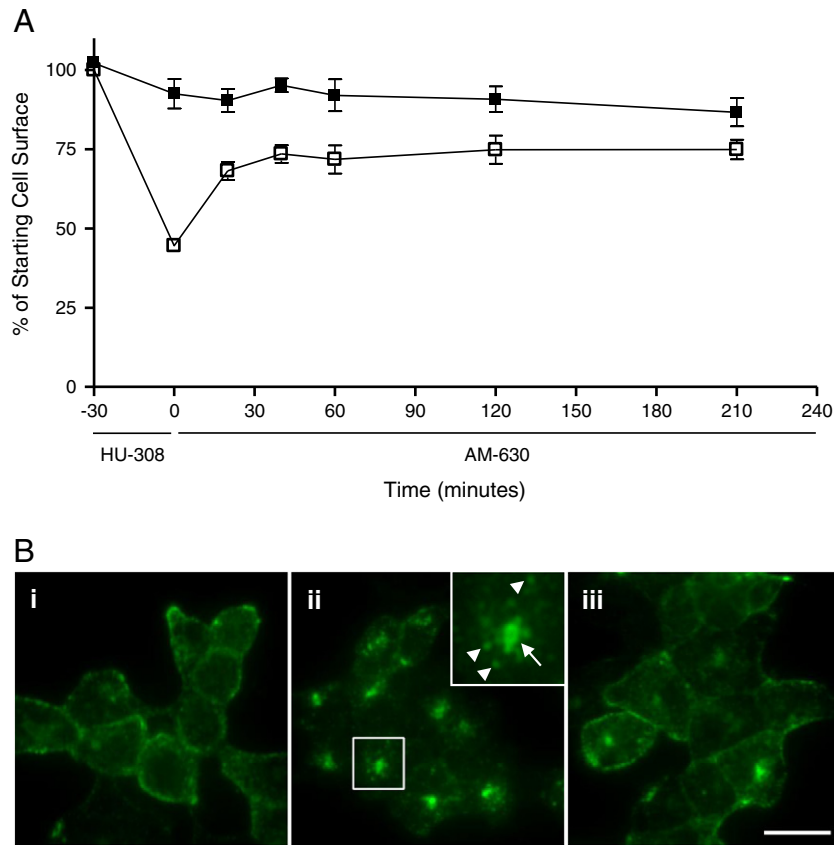 A
% of Starting Cell Surface
100
75
50
25
0
-30 0 30 60 90 120 150 180 210 240
HU-308 AM-630
Time (minutes)
B
i ii iii